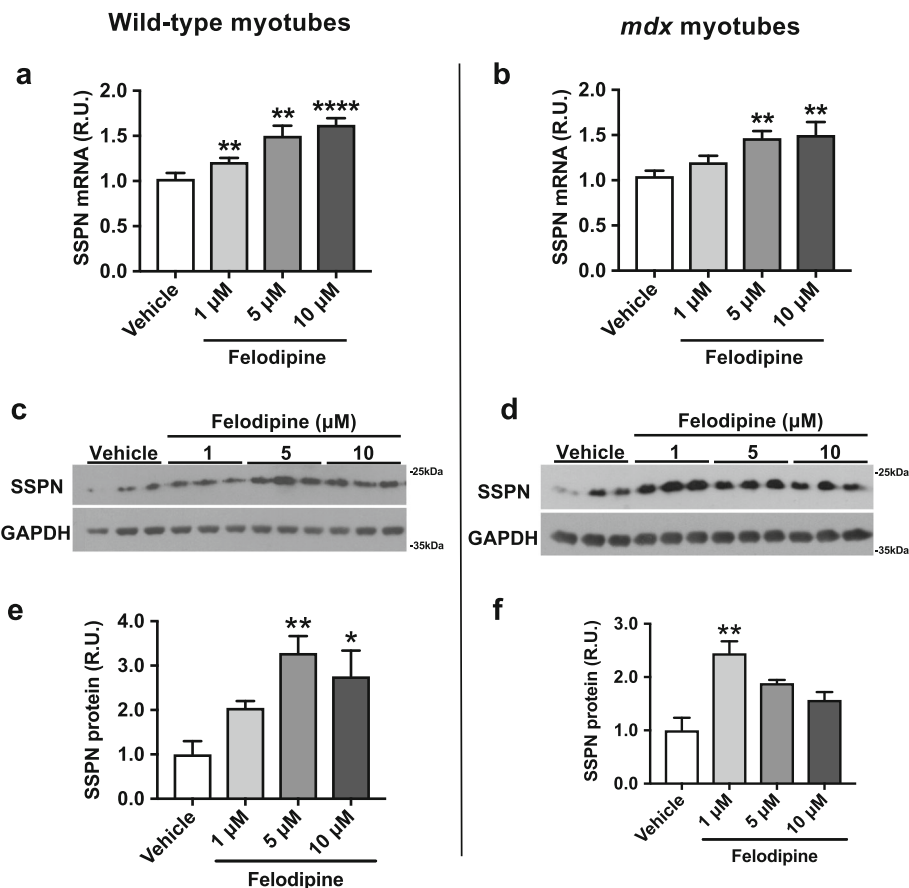 Wild-type myotubes
mdx myotubes
a
SSPN mRNA (R.U.)
2.0
1.5
1.0
0.5
0.0
**
**
****
Vehicle
1 µM
5 µM
10 µM
Felodipine
b
SSPN mRNA (R.U.)
2.0
1.5
1.0
0.5
0.0
**
**
Vehicle
1 µM
5 µM
10 µM
Felodipine
c
Felodipine (µM)
Vehicle 1 5 10
SSPN
-25kDa
GAPDH
-35kDa
d
Felodipine (µM)
Vehicle 1 5 10
SSPN
-25kDa
GAPDH
-35kDa
e
SSPN protein (R.U.)
4.0
3.0
2.0
1.0
0.0
**
*
Vehicle
1 µM
5 µM
10 µM
Felodipine
f
SSPN protein (R.U.)
3.0
2.0
1.0
0.0
**
Vehicle
1 µM
5 µM
10 µM
Felodipine